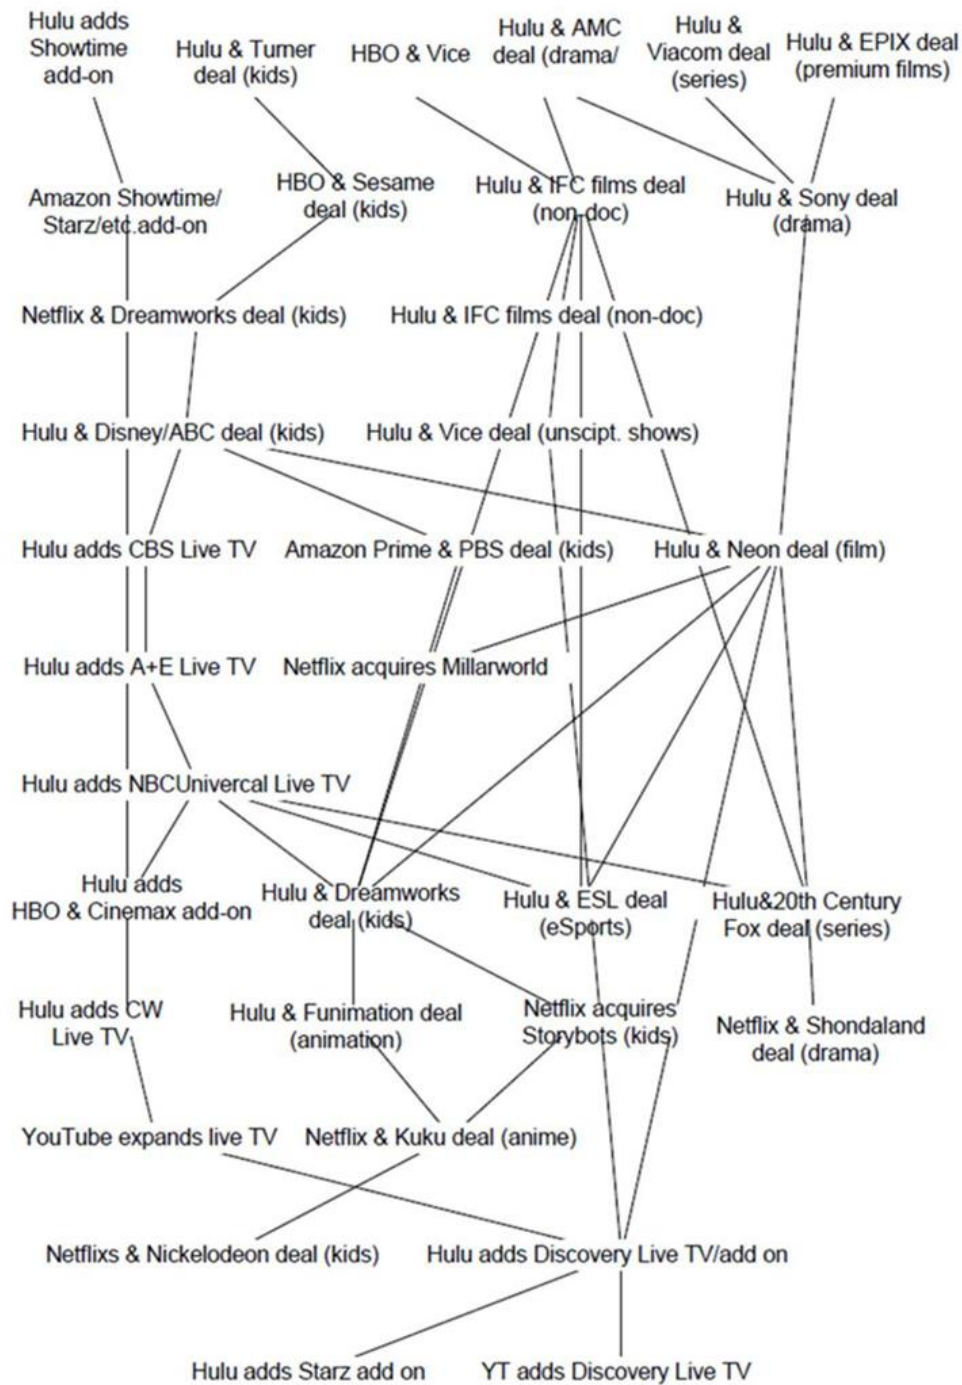 Hulu adds
Showtime
add-on
Hulu & Turner
deal (kids)
HBO & Vice
Hulu & AMC
deal (drama/
Hulu &
Viacom deal
(series)
Hulu & EPIX deal
(premium films)
Amazon Showtime/
Starz/etc.add-on
HBO & Sesame
deal (kids)
Hulu & IFC films deal
(non-doc)
Hulu & Sony deal
(drama)
Netflix & Dreamworks deal (kids)
Hulu & IFC films deal (non-doc)
Hulu & Disney/ABC deal (kids)
Hulu & Vice deal (unscipt. shows)
Hulu adds CBS Live TV
Amazon Prime & PBS deal (kids)
Hulu & Neon deal (film)
Hulu adds A+E Live TV
Netflix acquires Millarworld
Hulu adds NBCUnivercal Live TV
Hulu adds
HBO & Cinemax add-on
Hulu & Dreamworks
deal (kids)
Hulu & ESL deal
(eSports)
Hulu&20th Century
Fox deal (series)
Hulu adds CW
Live TV
Hulu & Funimation deal
(animation)
Netflix acquires
Storybots (kids)
Netflix & Shondaland
deal (drama)
YouTube expands live TV
Netflix & Kuku deal (anime)
Netflixs & Nickelodeon deal (kids)
Hulu adds Discovery Live TV/add on
Hulu adds Starz add on
YT adds Discovery Live TV